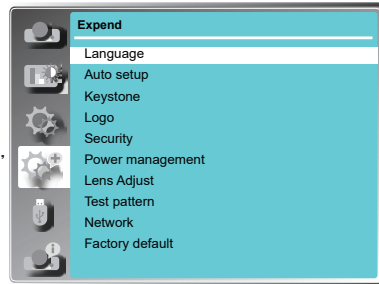 Expend
Language
Auto setup
Keystone
Logo
Security
Power management
Lens Adjust
Test pattern
Network
Factory default